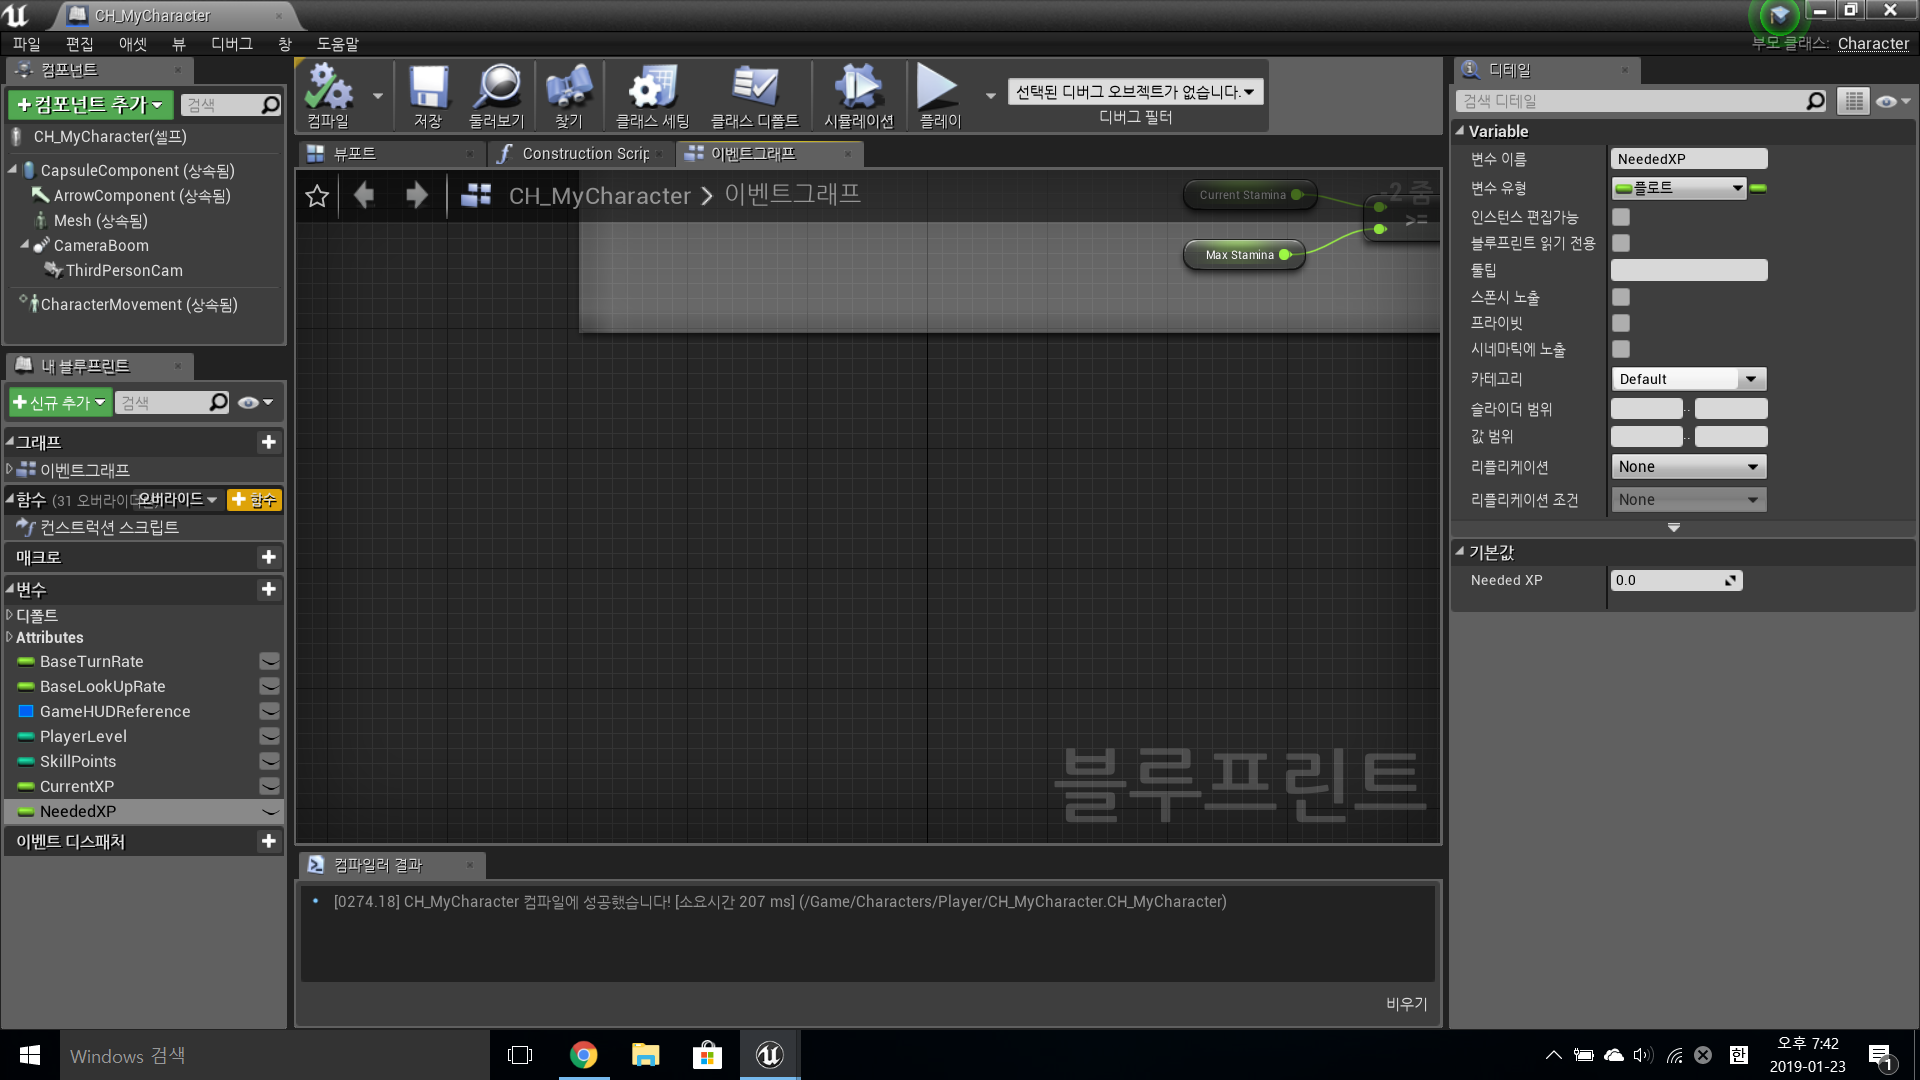 CH_MyCharacter
파일 편집 애셋 뷰 디버그 창 도움말
부모 클래스: Character
컴포넌트
+컴포넌트 추가
검색
CH_MyCharacter(셀프)
CapsuleComponent (상속됨)
ArrowComponent (상속됨)
Mesh (상속됨)
CameraBoom
ThirdPersonCam
CharacterMovement (상속됨)
내 블루프린트
+신규 추가
검색
그래프
이벤트그래프
함수 (31 오버라이드 오버라이드 +함수
컨스트럭션 스크립트
매크로
변수
디폴트
Attributes
BaseTurnRate
BaseLookUpRate
GameHUDReference
PlayerLevel
SkillPoints
CurrentXP
NeededXP
이벤트 디스패처
컴파일 저장 둘러보기 찾기 클래스 세팅 클래스 디폴트 시뮬레이션 플레이
선택된 디버그 오브젝트가 없습니다.
디버그 필터
뷰포트 Construction Scrip 이벤트그래프
CH_MyCharacter > 이벤트그래프
-2 줌
Current Stamina
>=
Max Stamina
블루프린트
컴파일러 결과
[0274.18] CH_MyCharacter 컴파일에 성공했습니다! [소요시간 207 ms] (/Game/Characters/Player/CH_MyCharacter.CH_MyCharacter)
비우기
디테일
검색 디테일
Variable
변수 이름 NeededXP
변수 유형 플로트
인스턴스 편집가능
블루프린트 읽기 전용
툴팁
스폰시 노출
프라이빗
시네마틱에 노출
카테고리 Default
슬라이더 범위 ..
값 범위 ..
리플리케이션 None
리플리케이션 조건 None
기본값
Needed XP 0.0
Windows 검색
한
오후 7:42
2019-01-23
1